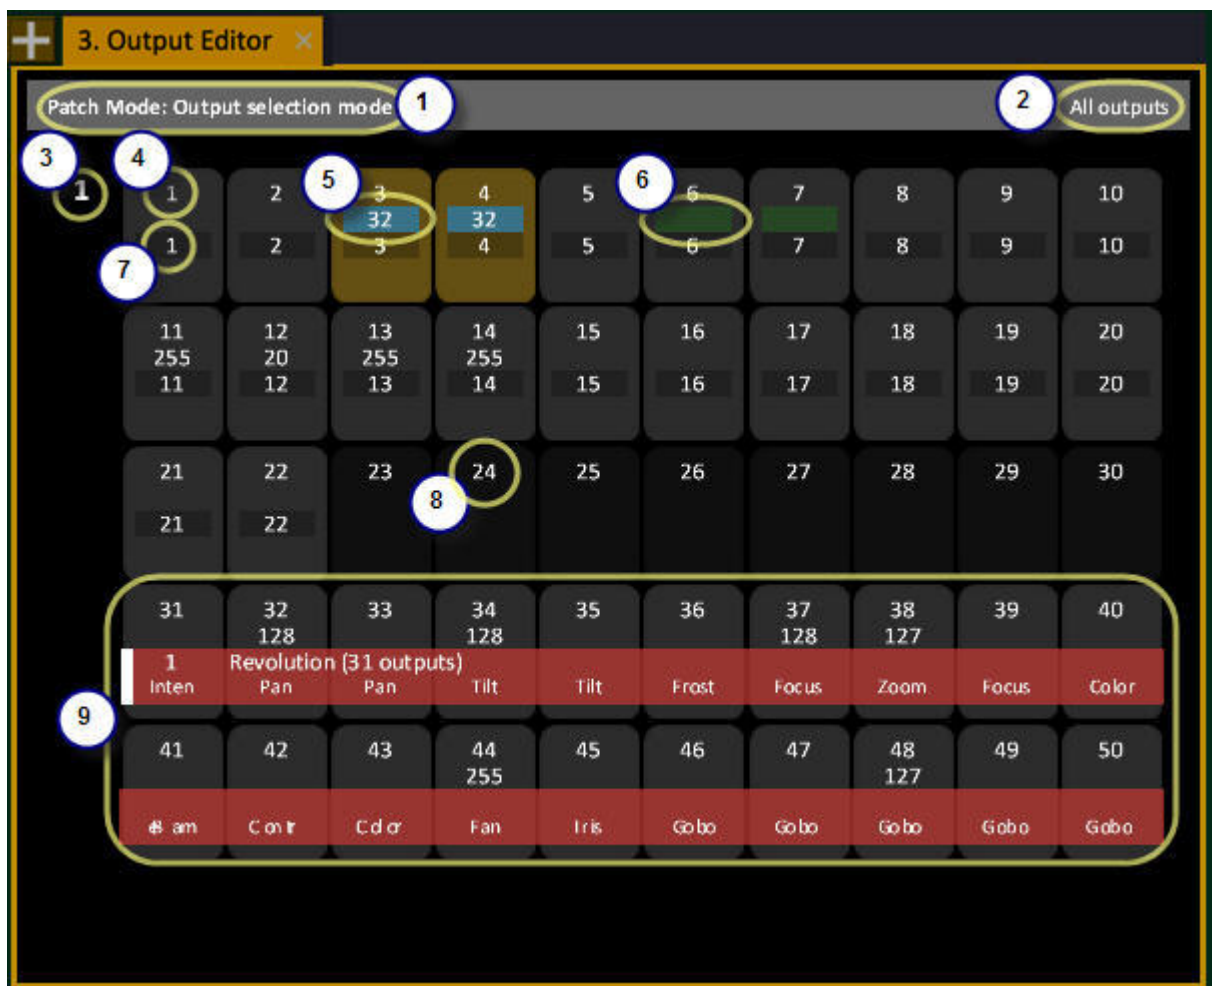 3. Output Editor ×
Patch Mode: Output selection mode 1 2 All outputs
3 4
1 1 2 5 3 4 5 6 6 7 8 9 10
32 32
7 1 2 3 4 5 6 7 8 9 10
11 12 13 14 15 16 17 18 19 20
255 20 255 255
11 12 13 14 15 16 17 18 19 20
21 22 23 24 25 26 27 28 29 30
8
21 22
31 32 33 34 35 36 37 38 39 40
128 128 128 127
1 Revolution (31 outputs)
Inten Pan Pan Tilt Tilt Frost Focus Zoom Focus Color
9
41 42 43 44 45 46 47 48 49 50
255 127
Contr Color Fan Iris Gobo Gobo Gobo Gobo Gobo